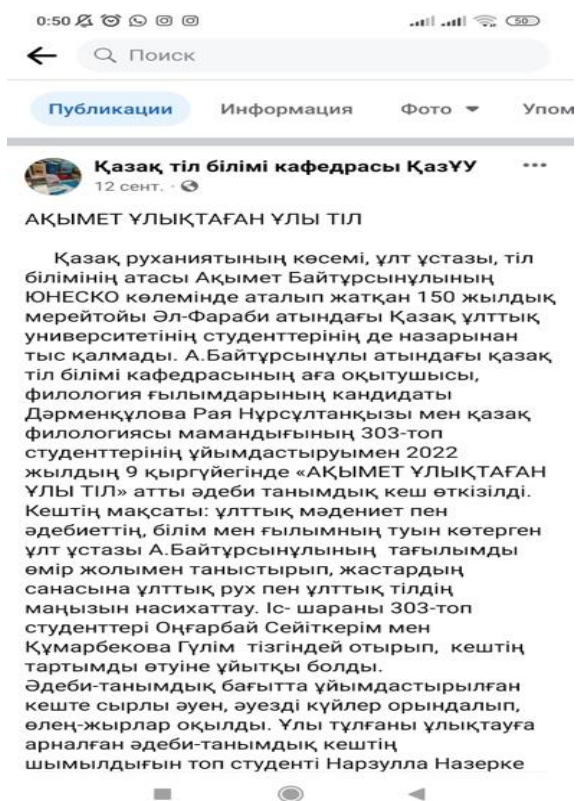 0:50
50
Поиск
Публикации Информация Фото Упом
Қазақ тіл білімі кафедрасы ҚазҰУ
12 сент.
АҚЫМЕТ ҰЛЫҚТАҒАН ҰЛЫ ТІЛ
Қазақ руханиятының көсемі, ұлт ұстазы, тіл
білімінің атасы Ақымет Байтұрсынұлының
ЮНЕСКО көлемінде аталып жатқан 150 жылдық
мерейтойы Әл-Фараби атындағы Қазақ ұлттық
университетінің студенттерінің де назарынан
тыс қалмады. А.Байтұрсынұлы атындағы қазақ
тіл білімі кафедрасының аға оқытушысы,
филология ғылымдарының кандидаты
Дәрменқұлова Рая Нұрсұлтанқызы мен қазақ
филологиясы мамандығының 303-топ
студенттерінің ұйымдастыруымен 2022
жылдың 9 қыргүйегінде «АҚЫМЕТ ҰЛЫҚТАҒАН
ҰЛЫ ТІЛ» атты әдеби танымдық кеш өткізілді.
Кештің мақсаты: ұлттық мәдениет пен
әдебиеттің, білім мен ғылымның туын көтерген
ұлт ұстазы А.Байтұрсынұлының тағылымды
өмір жолымен таныстырып, жастардың
санасына ұлттық рух пен ұлттық тілдің
маңызын насихаттау. Іс- шараны 303-топ
студенттері Оңғарбай Сейіткерім мен
Құмарбекова Гүлім тізгіндей отырып, кештің
тартымды өтуіне ұйытқы болды.
Әдеби-танымдық бағытта ұйымдастырылған
кеште сырлы әуен, әуезді күйлер орындалып,
өлең-жырлар оқылды. Ұлы тұлғаны ұлықтауға
арналған әдеби-танымдық кештің
шымылдығын топ студенті Нарзулла Назерке